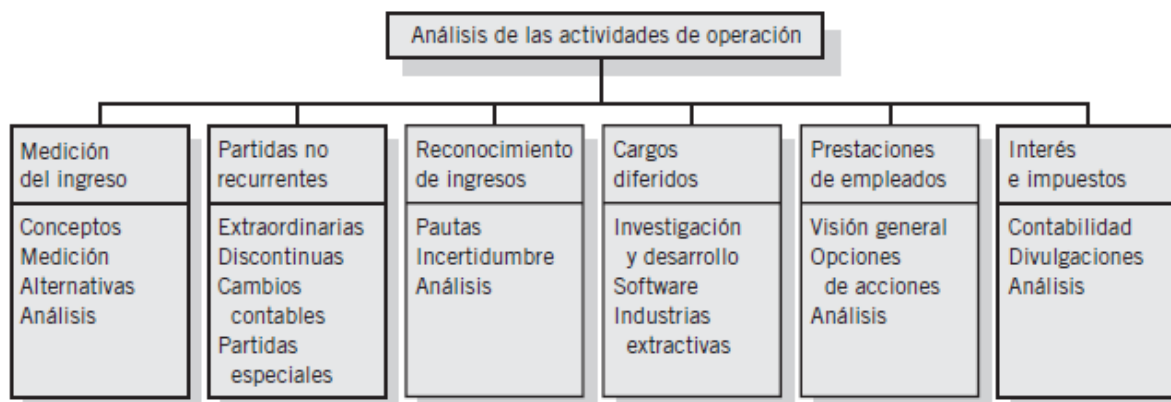 Análisis de las actividades de operación
Medición
del ingreso
Conceptos
Medición
Alternativas
Análisis
Partidas no
recurrentes
Extraordinarias
Discontinuas
Cambios
contables
Partidas
especiales
Reconocimiento
de ingresos
Pautas
Incertidumbre
Análisis
Cargos
diferidos
Investigación
y desarrollo
Software
Industrias
extractivas
Prestaciones
de empleados
Visión general
Opciones
de acciones
Análisis
Interés
e impuestos
Contabilidad
Divulgaciones
Análisis